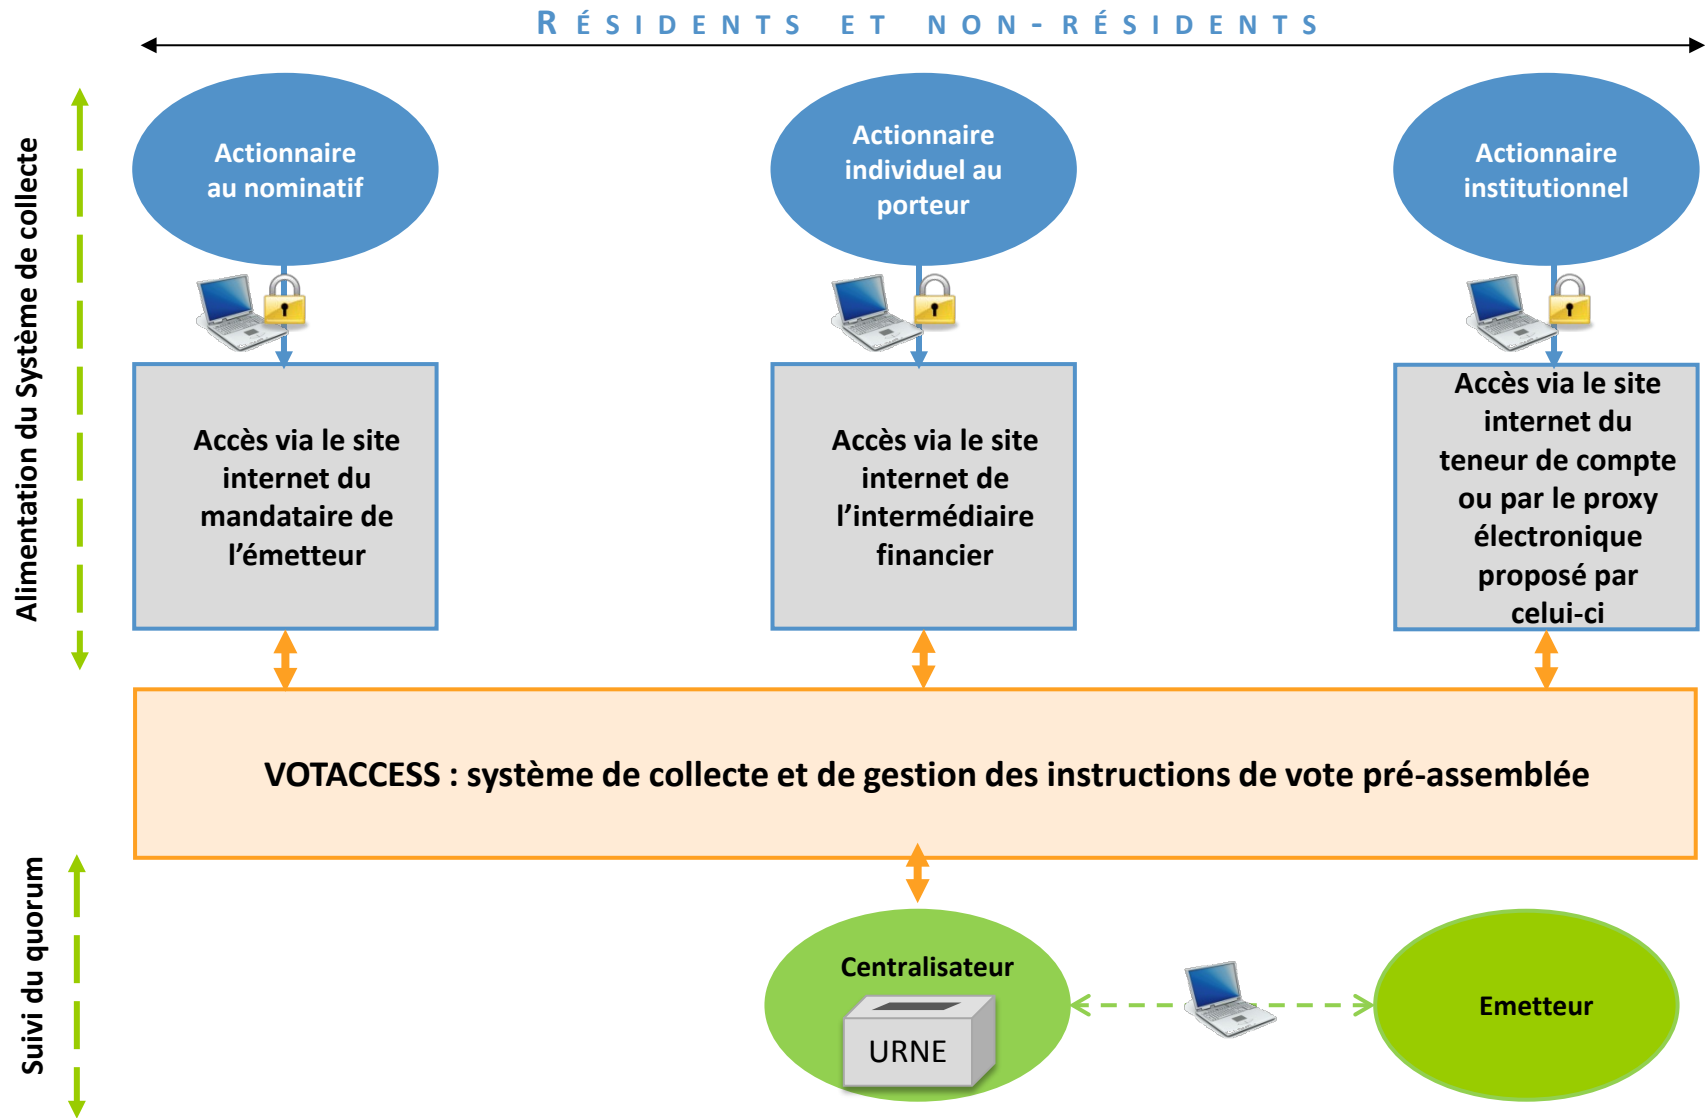 RÉSIDENTS ET NON-RÉSIDENTS
Alimentation du Système de collecte
Actionnaire
au nominatif
Actionnaire
individuel au
porteur
Actionnaire
institutionnel
Accès via le site
internet du
mandataire de
l’émetteur
Accès via le site
internet de
l’intermédiaire
financier
Accès via le site
internet du
teneur de compte
ou par le proxy
électronique
proposé par
celui-ci
VOTACCESS : système de collecte et de gestion des instructions de vote pré-assemblée
Suivi du quorum
Centralisateur
URNE
Emetteur